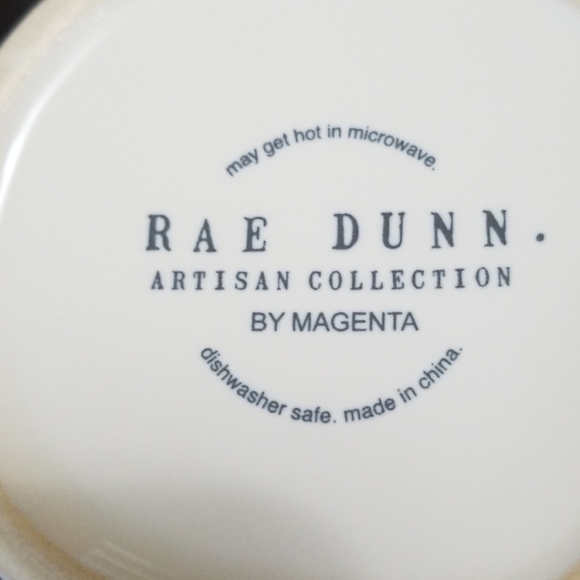 may get hot in microwave.
RAE DUNN.
ARTISAN COLLECTION
BY MAGENTA
dishwasher safe. made in china.